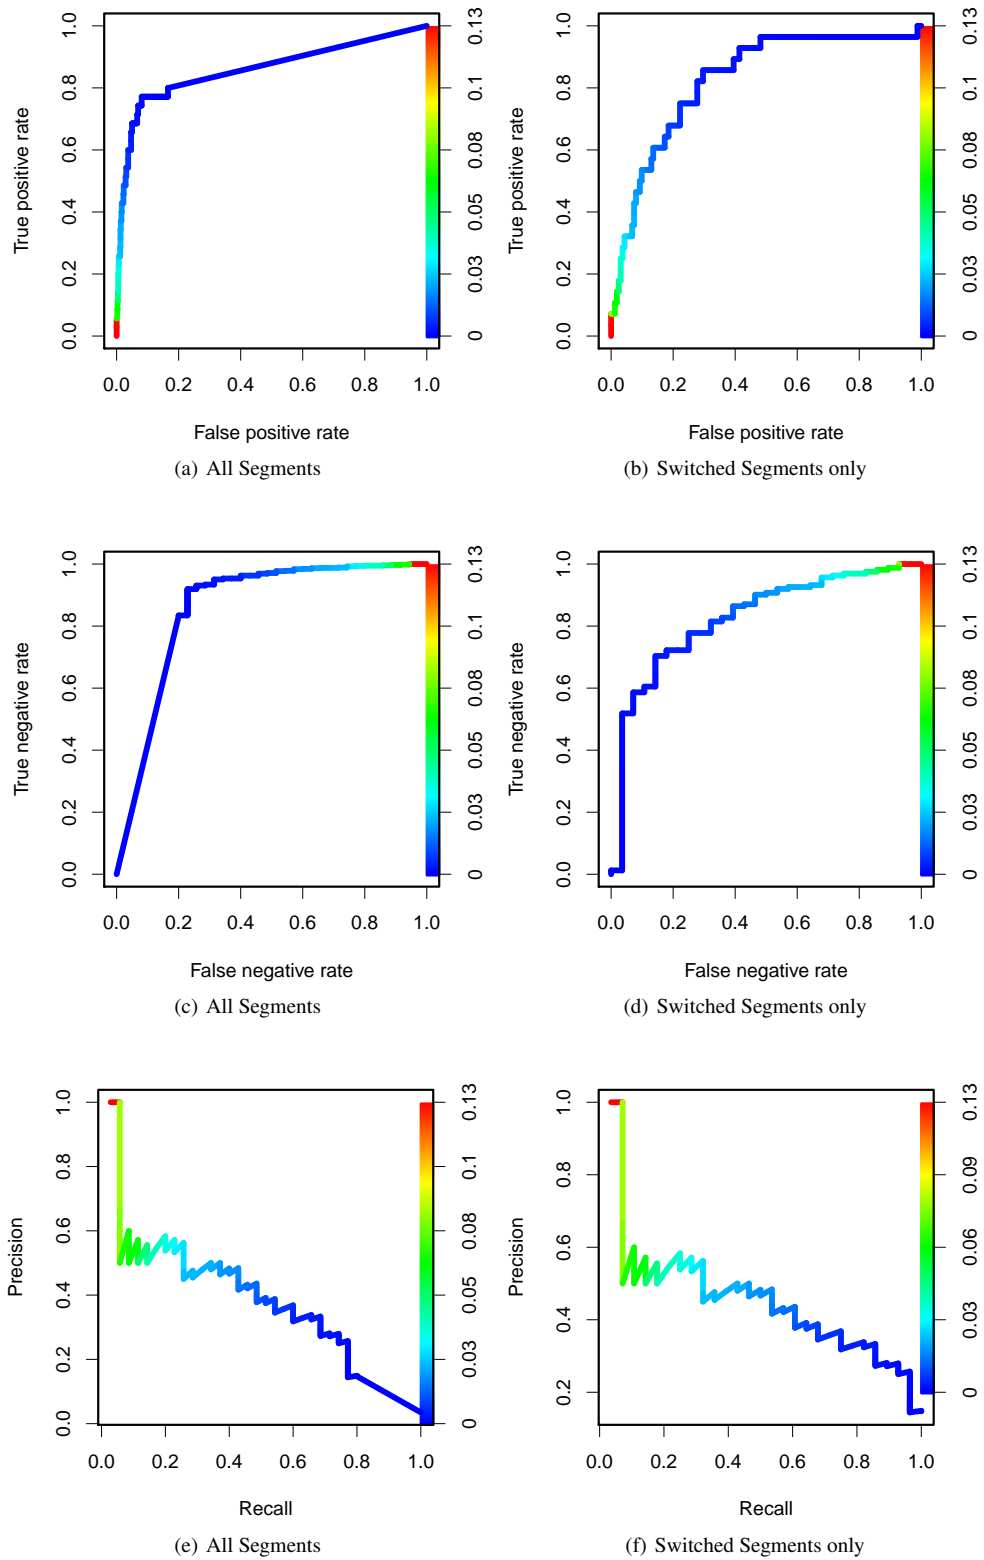 True positive rate
1.0
0.8
0.6
0.4
0.2
0.0
0.13
0.1
0.08
0.05
0.03
0
0.0 0.2 0.4 0.6 0.8 1.0
False positive rate
(a) All Segments
True positive rate
1.0
0.8
0.6
0.4
0.2
0.0
0.13
0.1
0.08
0.05
0.03
0
0.0 0.2 0.4 0.6 0.8 1.0
False positive rate
(b) Switched Segments only
True negative rate
1.0
0.8
0.6
0.4
0.2
0.0
0.13
0.1
0.08
0.05
0.03
0
0.0 0.2 0.4 0.6 0.8 1.0
False negative rate
(c) All Segments
True negative rate
1.0
0.8
0.6
0.4
0.2
0.0
0.13
0.1
0.08
0.05
0.03
0
0.0 0.2 0.4 0.6 0.8 1.0
False negative rate
(d) Switched Segments only
Precision
1.0
0.8
0.6
0.4
0.2
0.0
0.13
0.1
0.08
0.05
0.03
0
0.0 0.2 0.4 0.6 0.8 1.0
Recall
(e) All Segments
Precision
1.0
0.8
0.6
0.4
0.2
0.13
0.09
0.06
0.03
0
0.0 0.2 0.4 0.6 0.8 1.0
Recall
(f) Switched Segments only